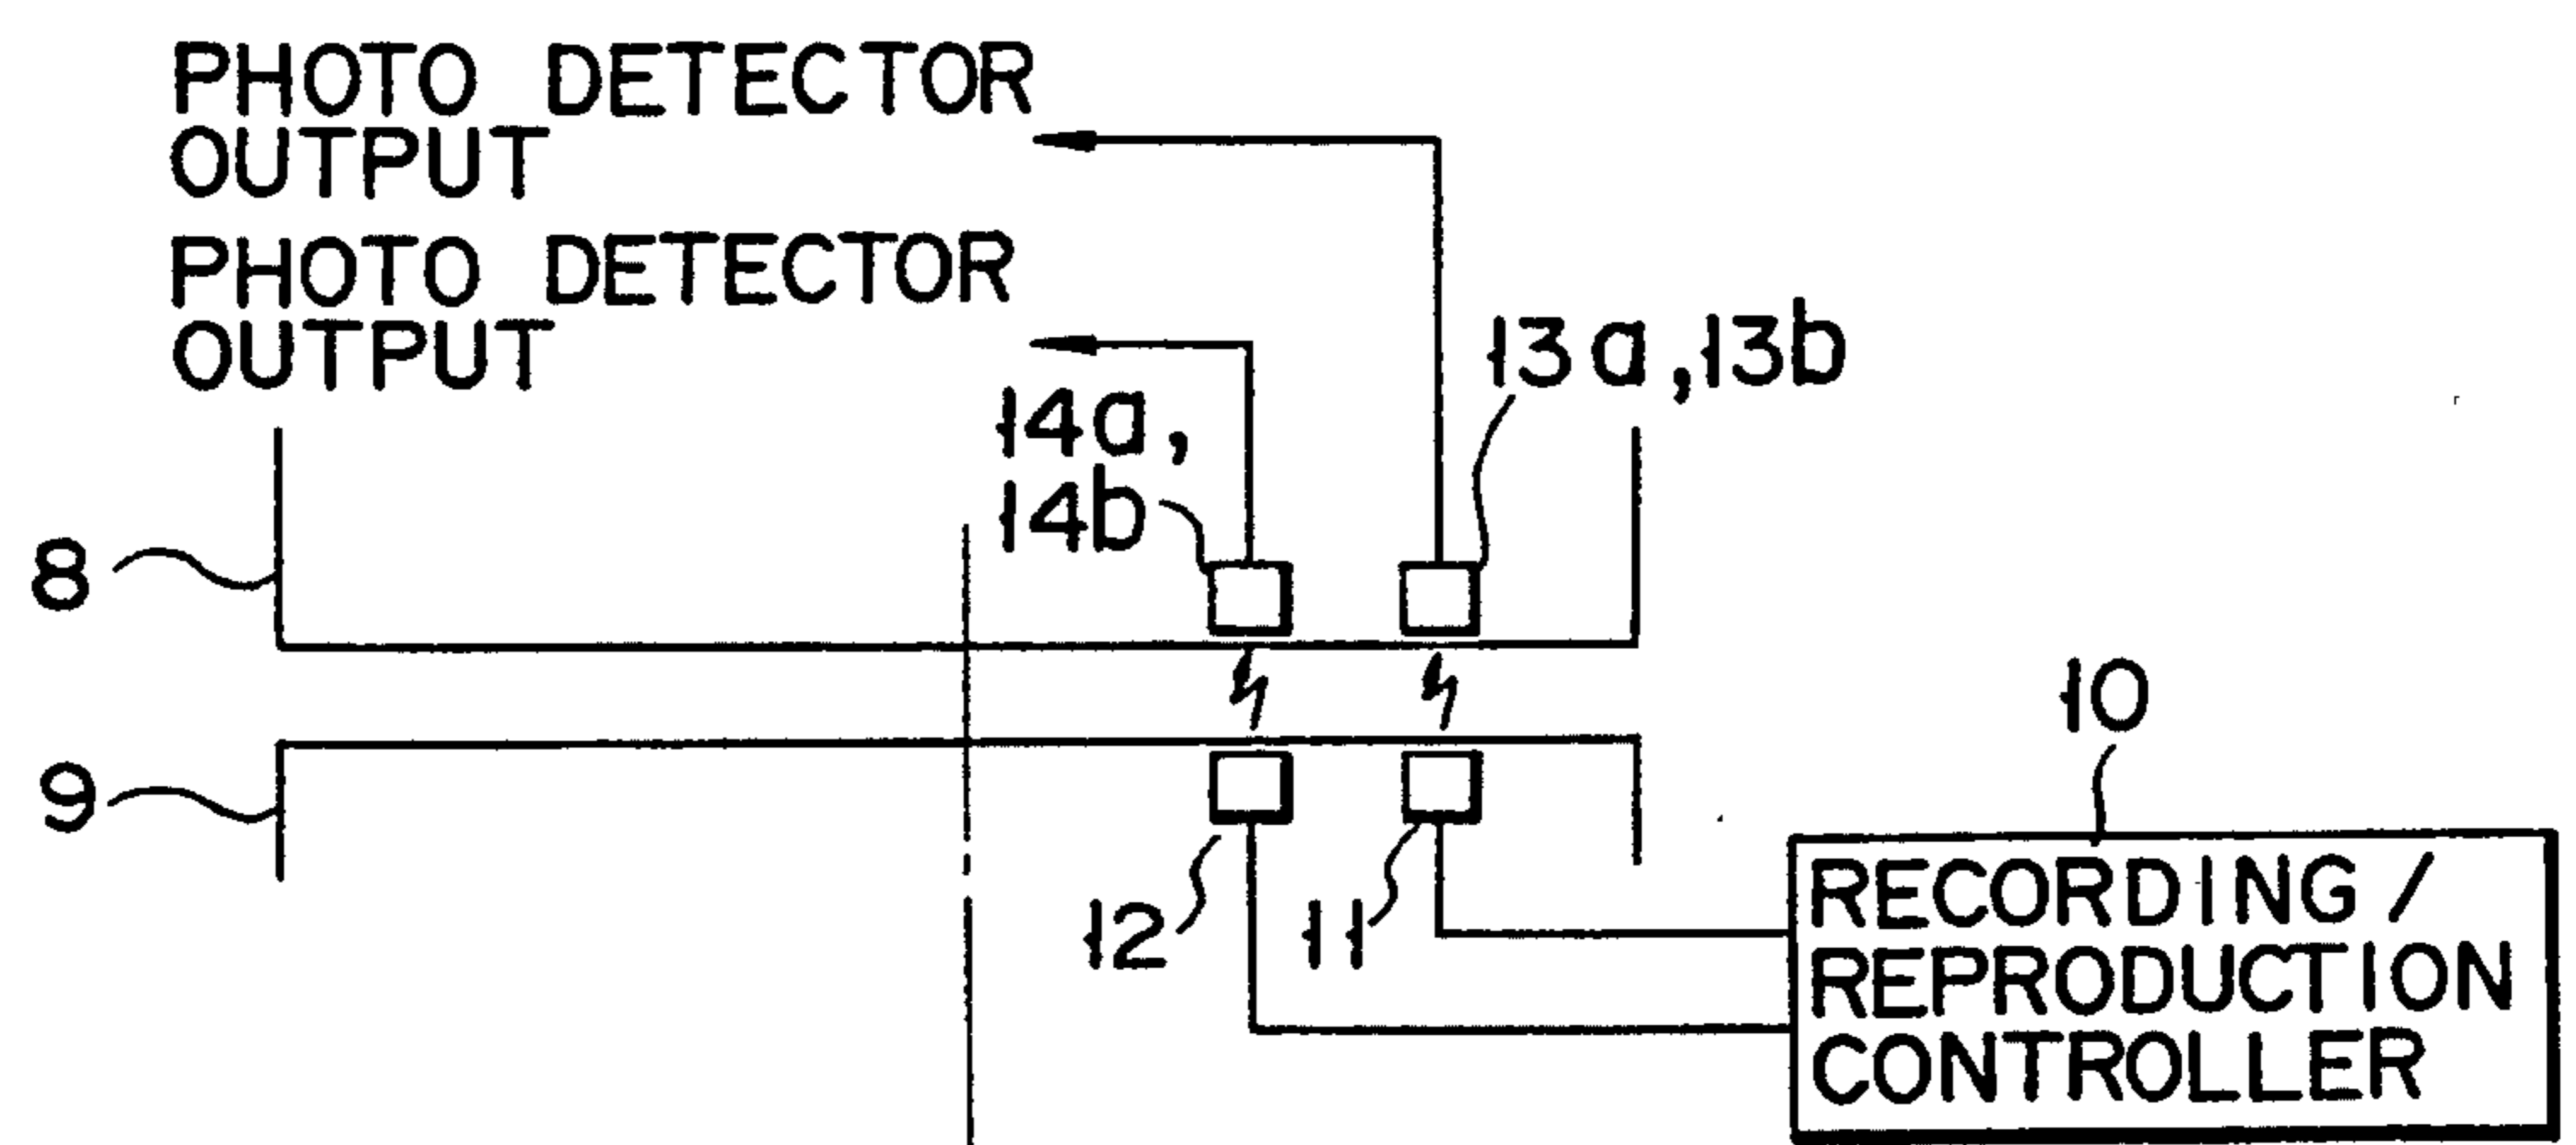 PHOTO DETECTOR
OUTPUT
PHOTO DETECTOR
OUTPUT
13a,13b
14a,
14b
8
9
10
12
11
RECORDING/
REPRODUCTION
CONTROLLER